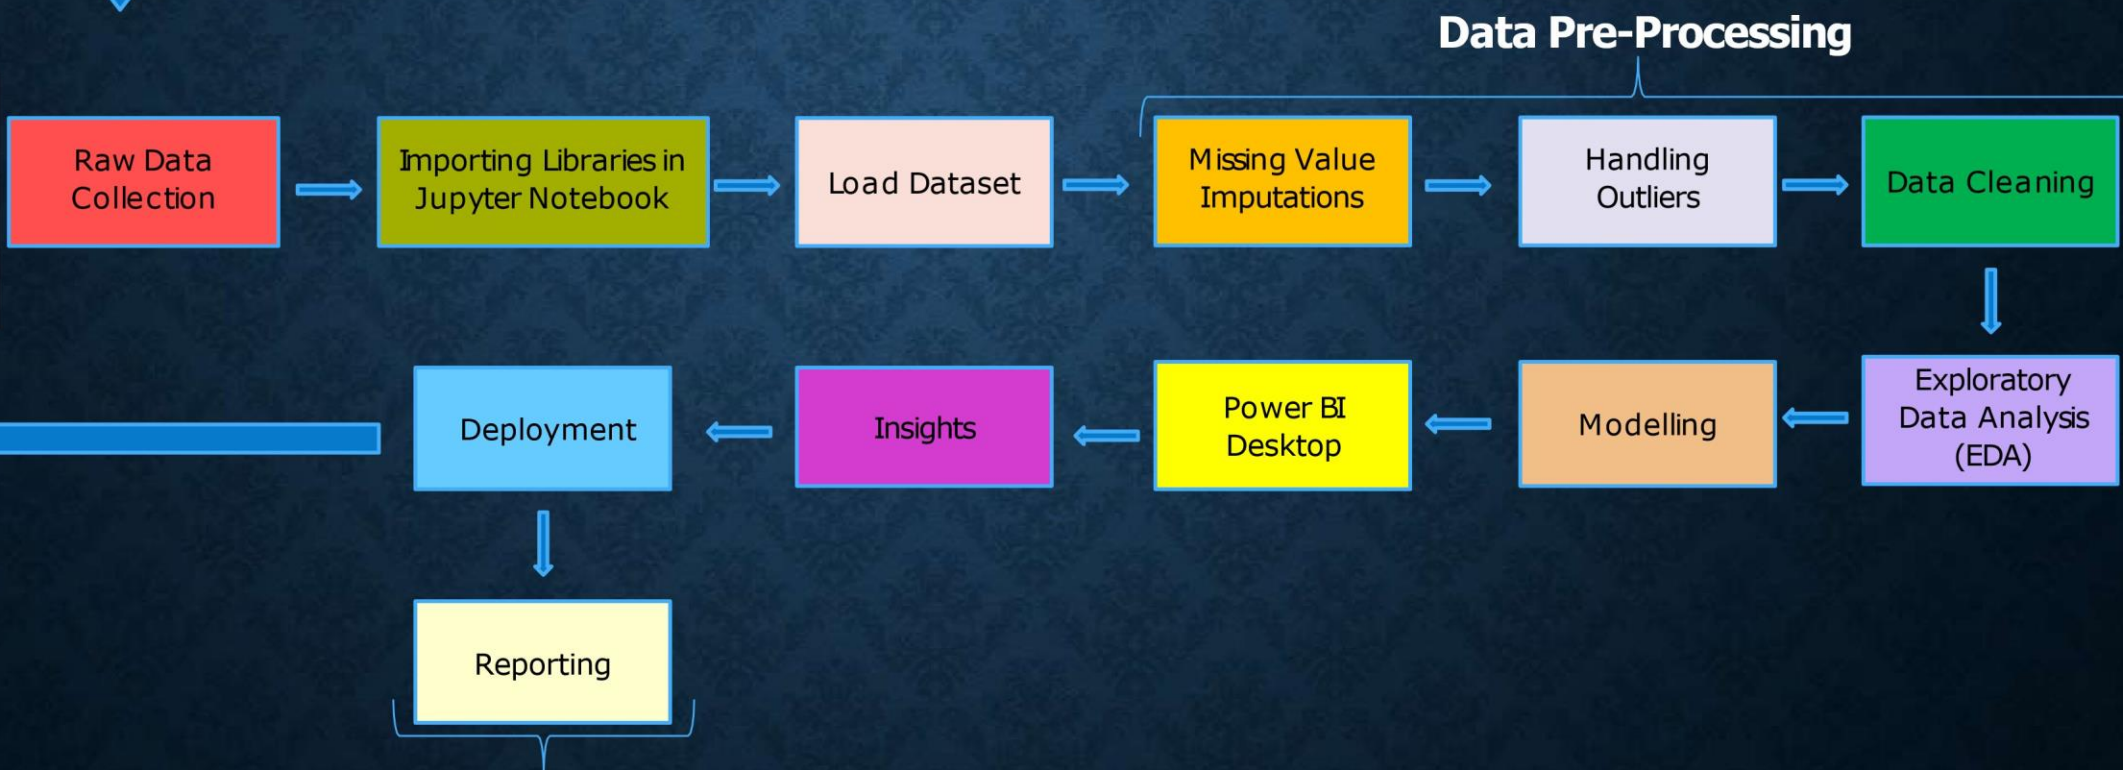 Data Pre-Processing
Raw Data
Collection
Importing Libraries in
Jupyter Notebook
Load Dataset
Missing Value
Imputations
Handling
Outliers
Data Cleaning
Exploratory
Data Analysis
(EDA)
Modelling
Power BI
Desktop
Insights
Deployment
Reporting